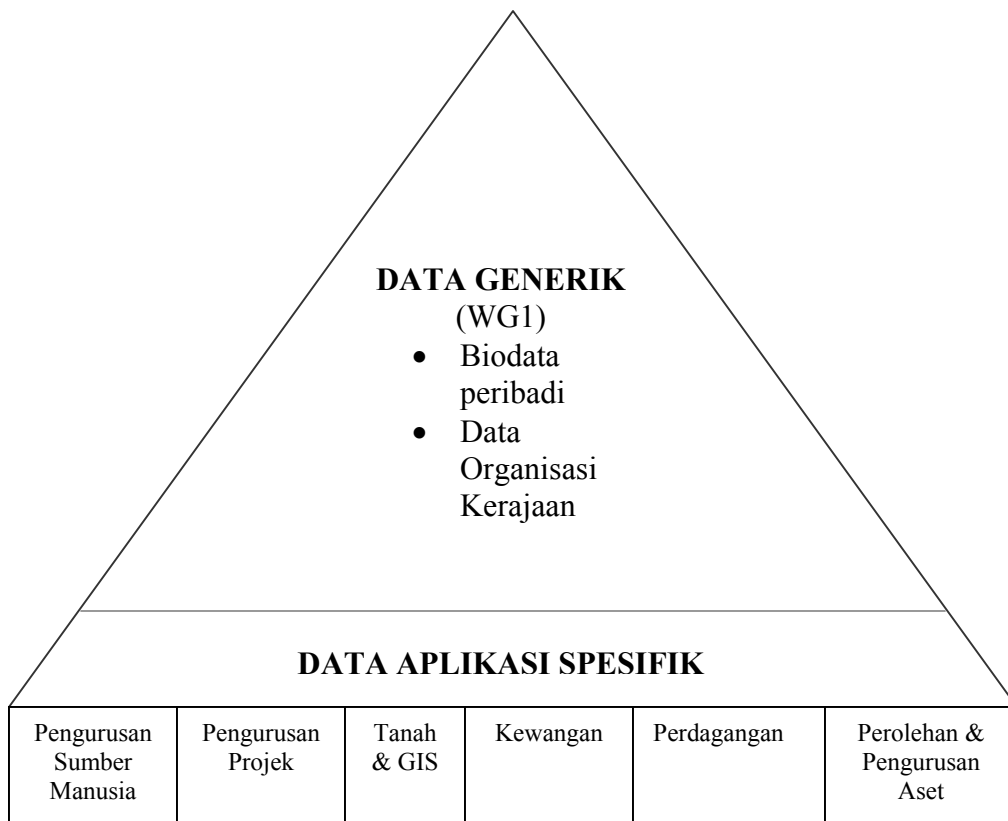 DATA GENERIK
(WG1)
• Biodata
peribadi
• Data
Organisasi
Kerajaan
DATA APLIKASI SPESIFIK
Pengurusan
Sumber
Manusia
Pengurusan
Projek
Tanah
& GIS
Kewangan
Perdagangan
Perolehan &
Pengurusan
Aset